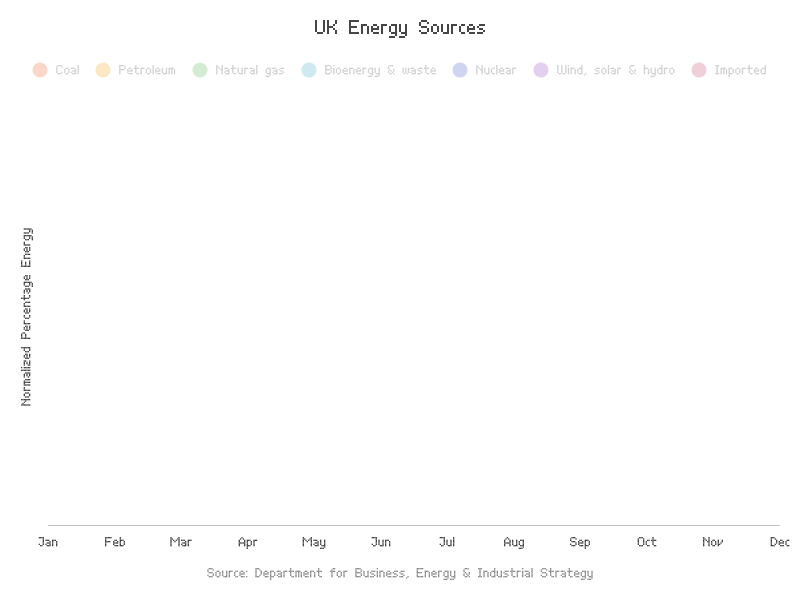 UK Energy Sources
Coal Petroleum Natural gas Bioenergy & waste Nuclear Wind, solar & hydro Imported
Normalized Percentage Energy
Jan Feb Mar Apr May Jun Jul Aug Sep Oct Nov Dec
Source: Department for Business, Energy & Industrial Strategy